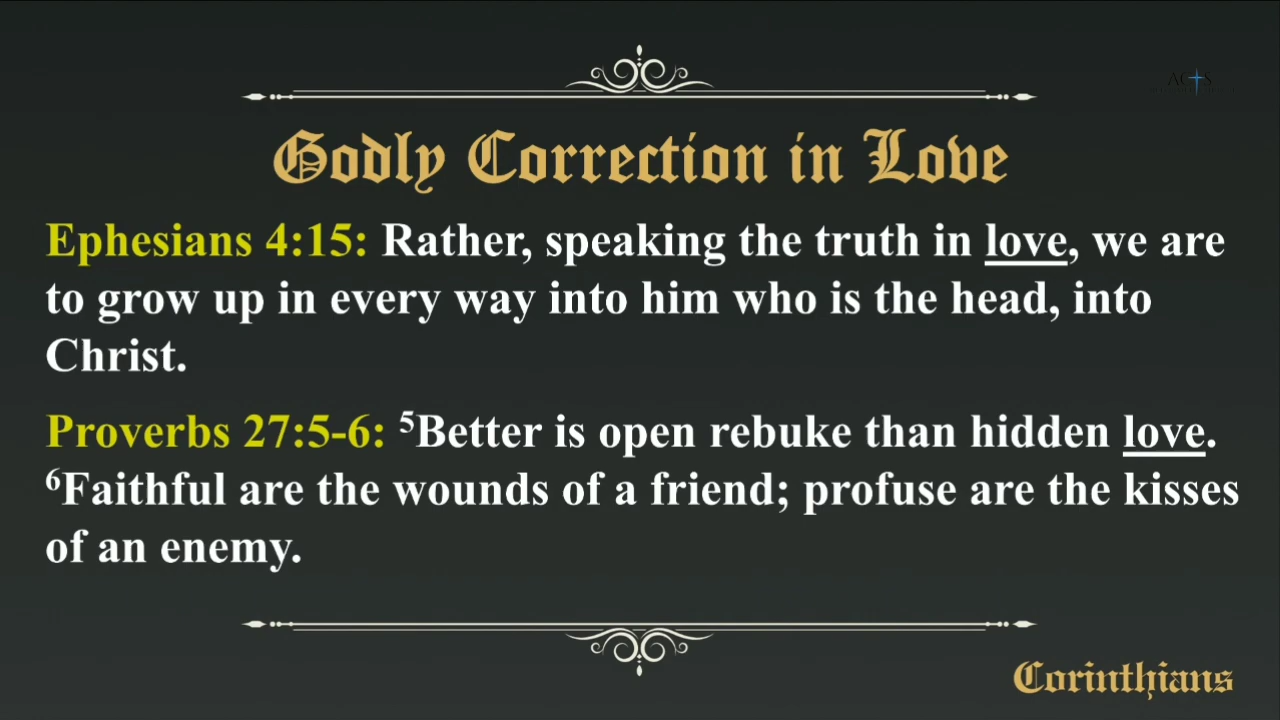 ACTS
Godly Correction in Love
Ephesians 4:15: Rather, speaking the truth in love, we are
to grow up in every way into him who is the head, into
Christ.
Proverbs 27:5-6: ⁵Better is open rebuke than hidden love.
⁶Faithful are the wounds of a friend; profuse are the kisses
of an enemy.
Corinthians